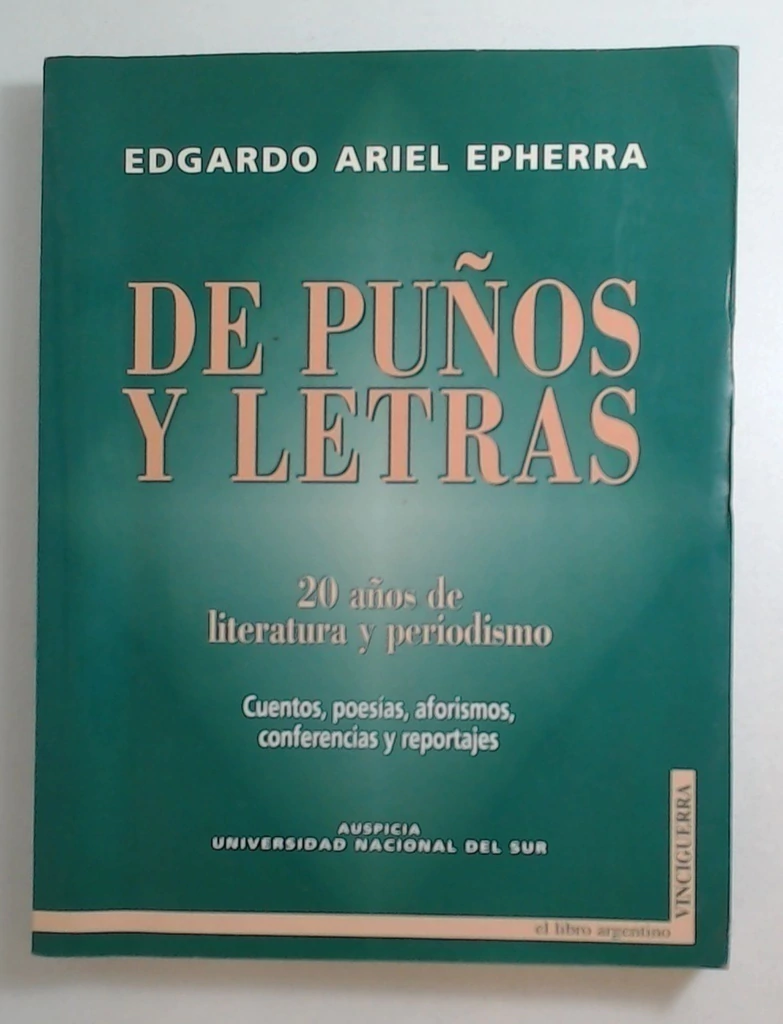 EDGARDO ARIEL EPHERRA
DE PUÑOS
Y LETRAS
20 años de
literatura y periodismo
Cuentos, poesías, aforismos,
conferencias y reportajes
AUSPICIA
UNIVERSIDAD NACIONAL DEL SUR
VINCIGUERRA
el libro argentino